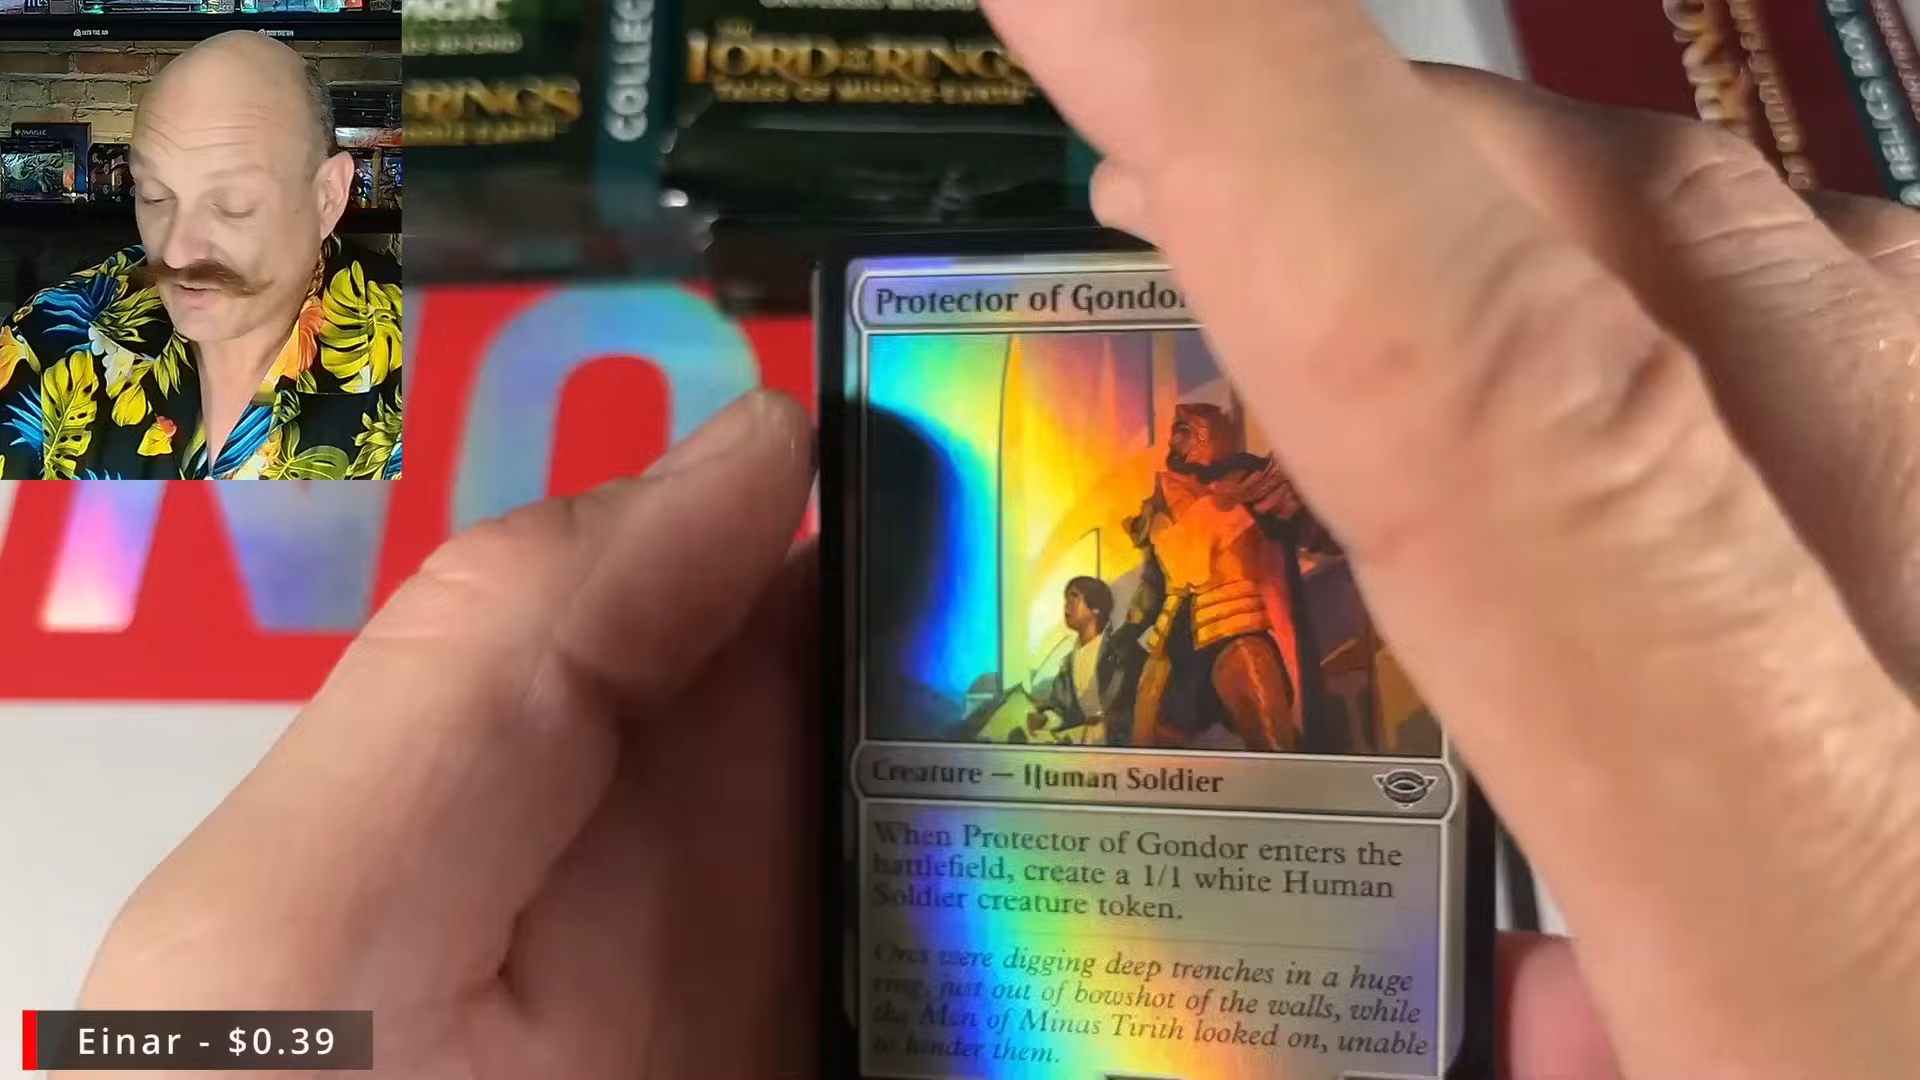 MAGIC
COLLEC
THE
LORD OF THE RINGS
TALES OF MIDDLE-EARTH
RINGS
Protector of Gondo
Creature — Human Soldier
When Protector of Gondor enters the
battlefield, create a 1/1 white Human
Soldier creature token.
Orcs were digging deep trenches in a huge
ring, just out of bowshot of the walls, while
the Men of Minas Tirith looked on, unable
to hinder them.
Einar - $0.39